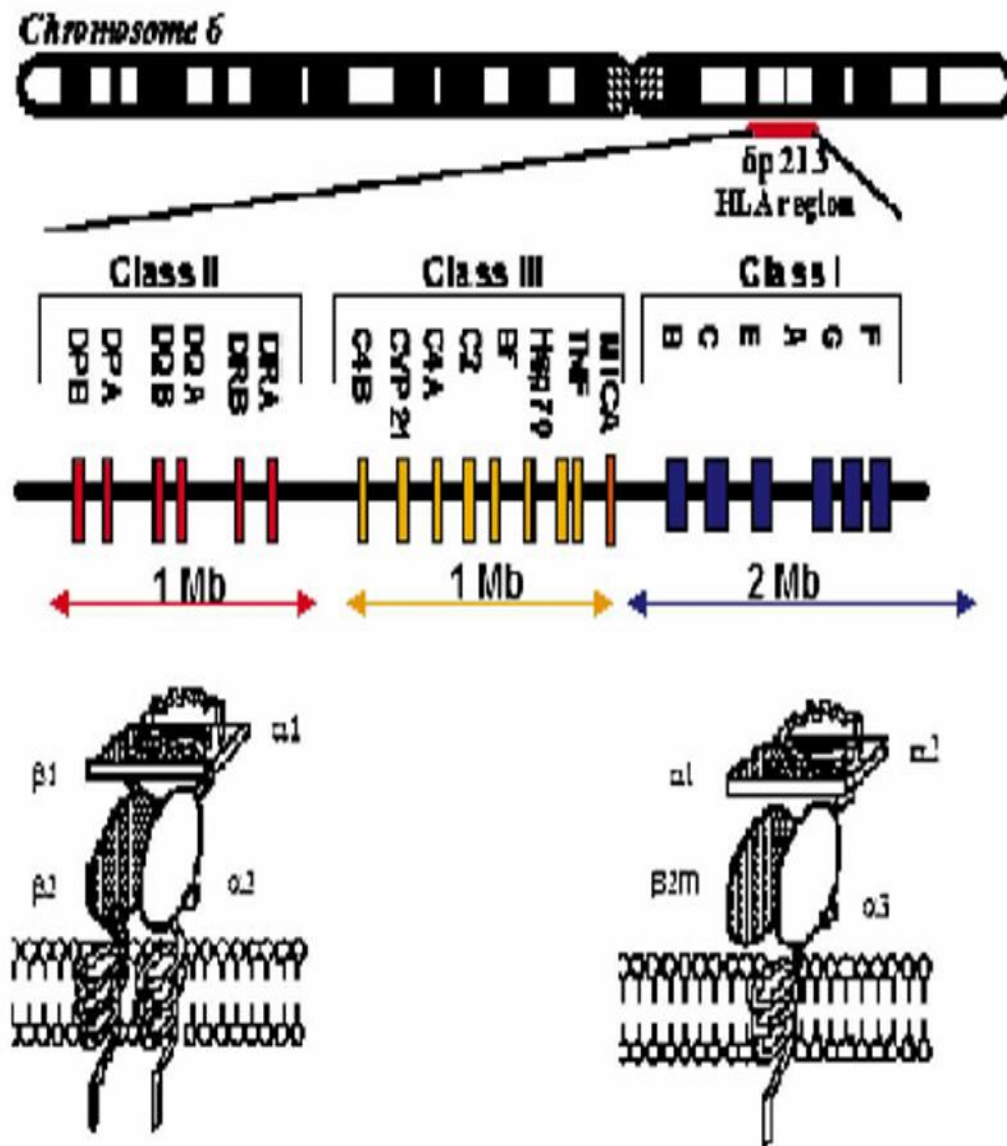 Chromosome 6
6p 21.3
HLA region
Class II
Class III
Class I
DPB
DPA
DQB
DQA
DRB
DRA
C4B
CYP 21
C4A
C2
BF
Hsp70
TNF
MICA
B
C
E
A
G
F
1 Mb
1 Mb
2 Mb
α1
β1
β2
α2
α1
α2
β2m
α3